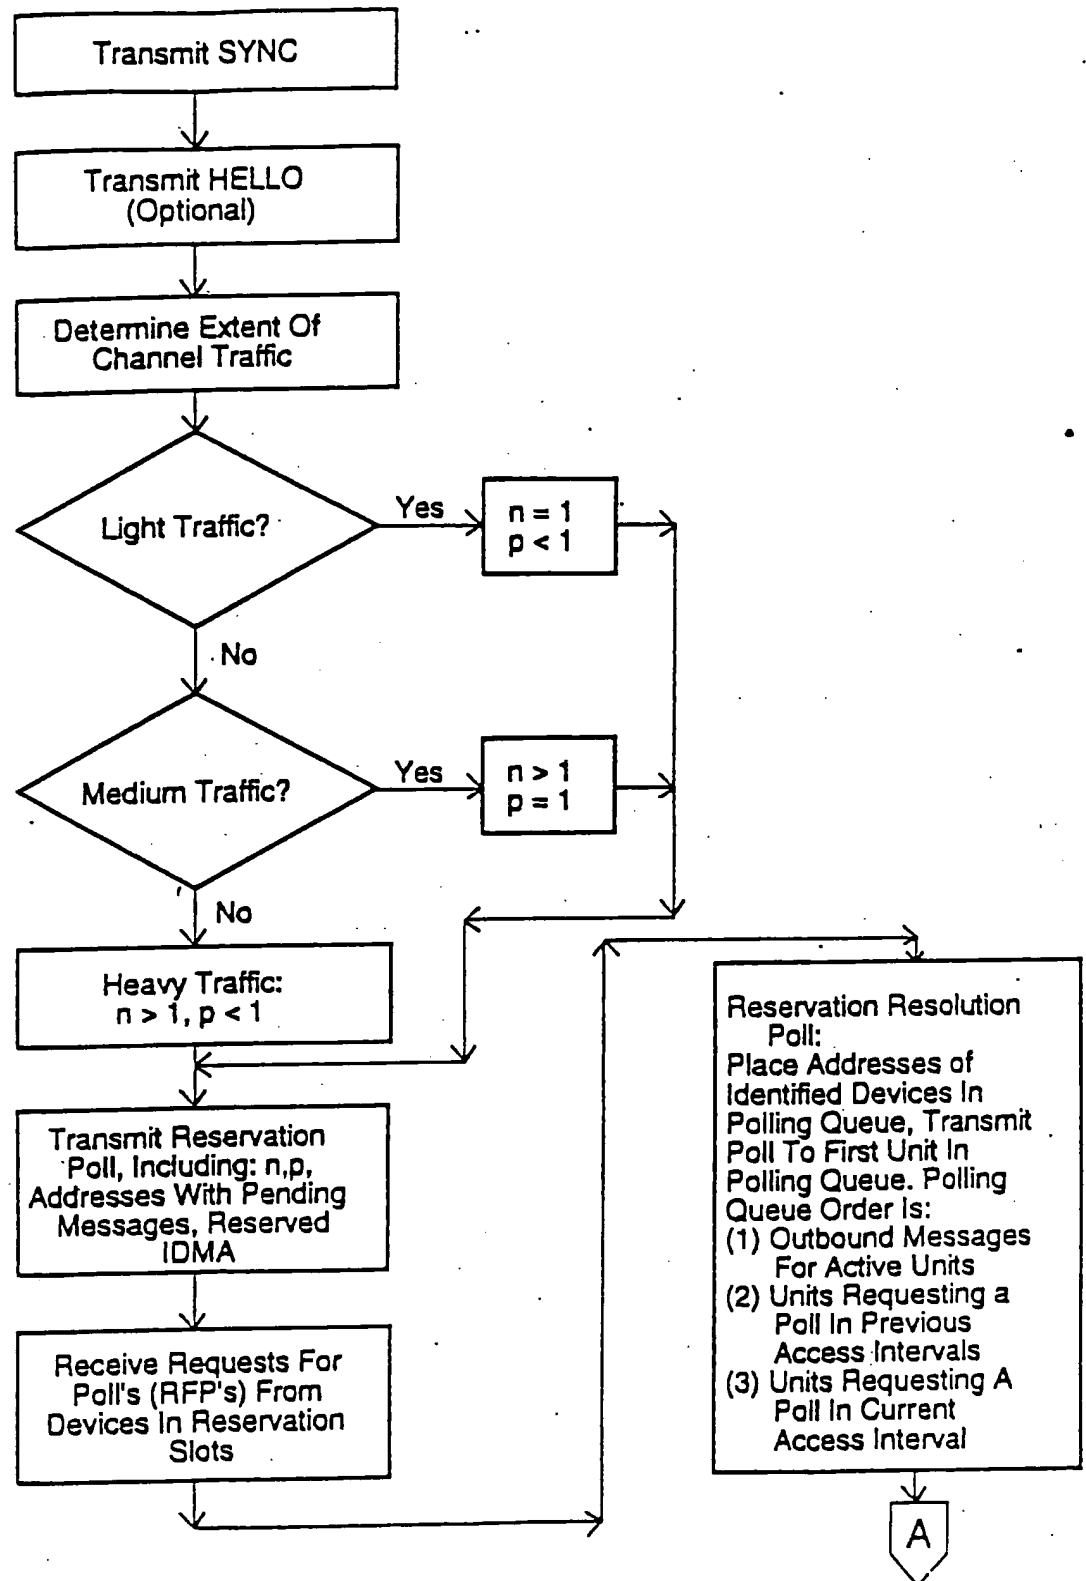 Transmit SYNC
Transmit HELLO
(Optional)
Determine Extent Of
Channel Traffic
Light Traffic?
Yes
n = 1
p < 1
No
Medium Traffic?
Yes
n > 1
p = 1
No
Heavy Traffic:
n > 1, p < 1
Transmit Reservation
Poll, Including: n,p,
Addresses With Pending
Messages, Reserved
IDMA
Receive Requests For
Poll's (RFP's) From
Devices In Reservation
Slots
Reservation Resolution
Poll:
Place Addresses of
Identified Devices In
Polling Queue, Transmit
Poll To First Unit In
Polling Queue. Polling
Queue Order Is:
(1) Outbound Messages
For Active Units
(2) Units Requesting a
Poll In Previous
Access Intervals
(3) Units Requesting A
Poll In Current
Access Interval
A